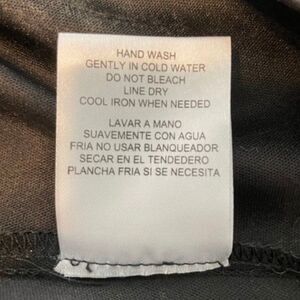 HAND WASH
GENTLY IN COLD WATER
DO NOT BLEACH
LINE DRY
COOL IRON WHEN NEEDED
LAVAR A MANO
SUAVEMENTE CON AGUA
FRIA NO USAR BLANQUEADOR
SECAR EN EL TENDEDERO
PLANCHA FRIA SI SE NECESITA